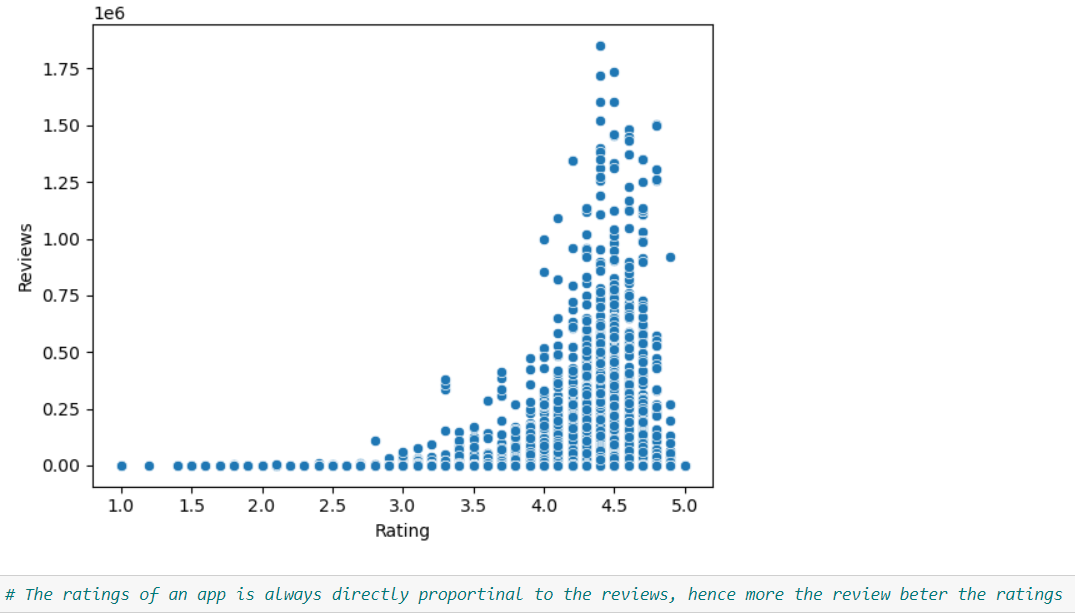 1e6
1.75
1.50
1.25
1.00
0.75
0.50
0.25
0.00
Reviews
1.0 1.5 2.0 2.5 3.0 3.5 4.0 4.5 5.0
Rating
# The ratings of an app is always directly proportinal to the reviews, hence more the review beter the ratings